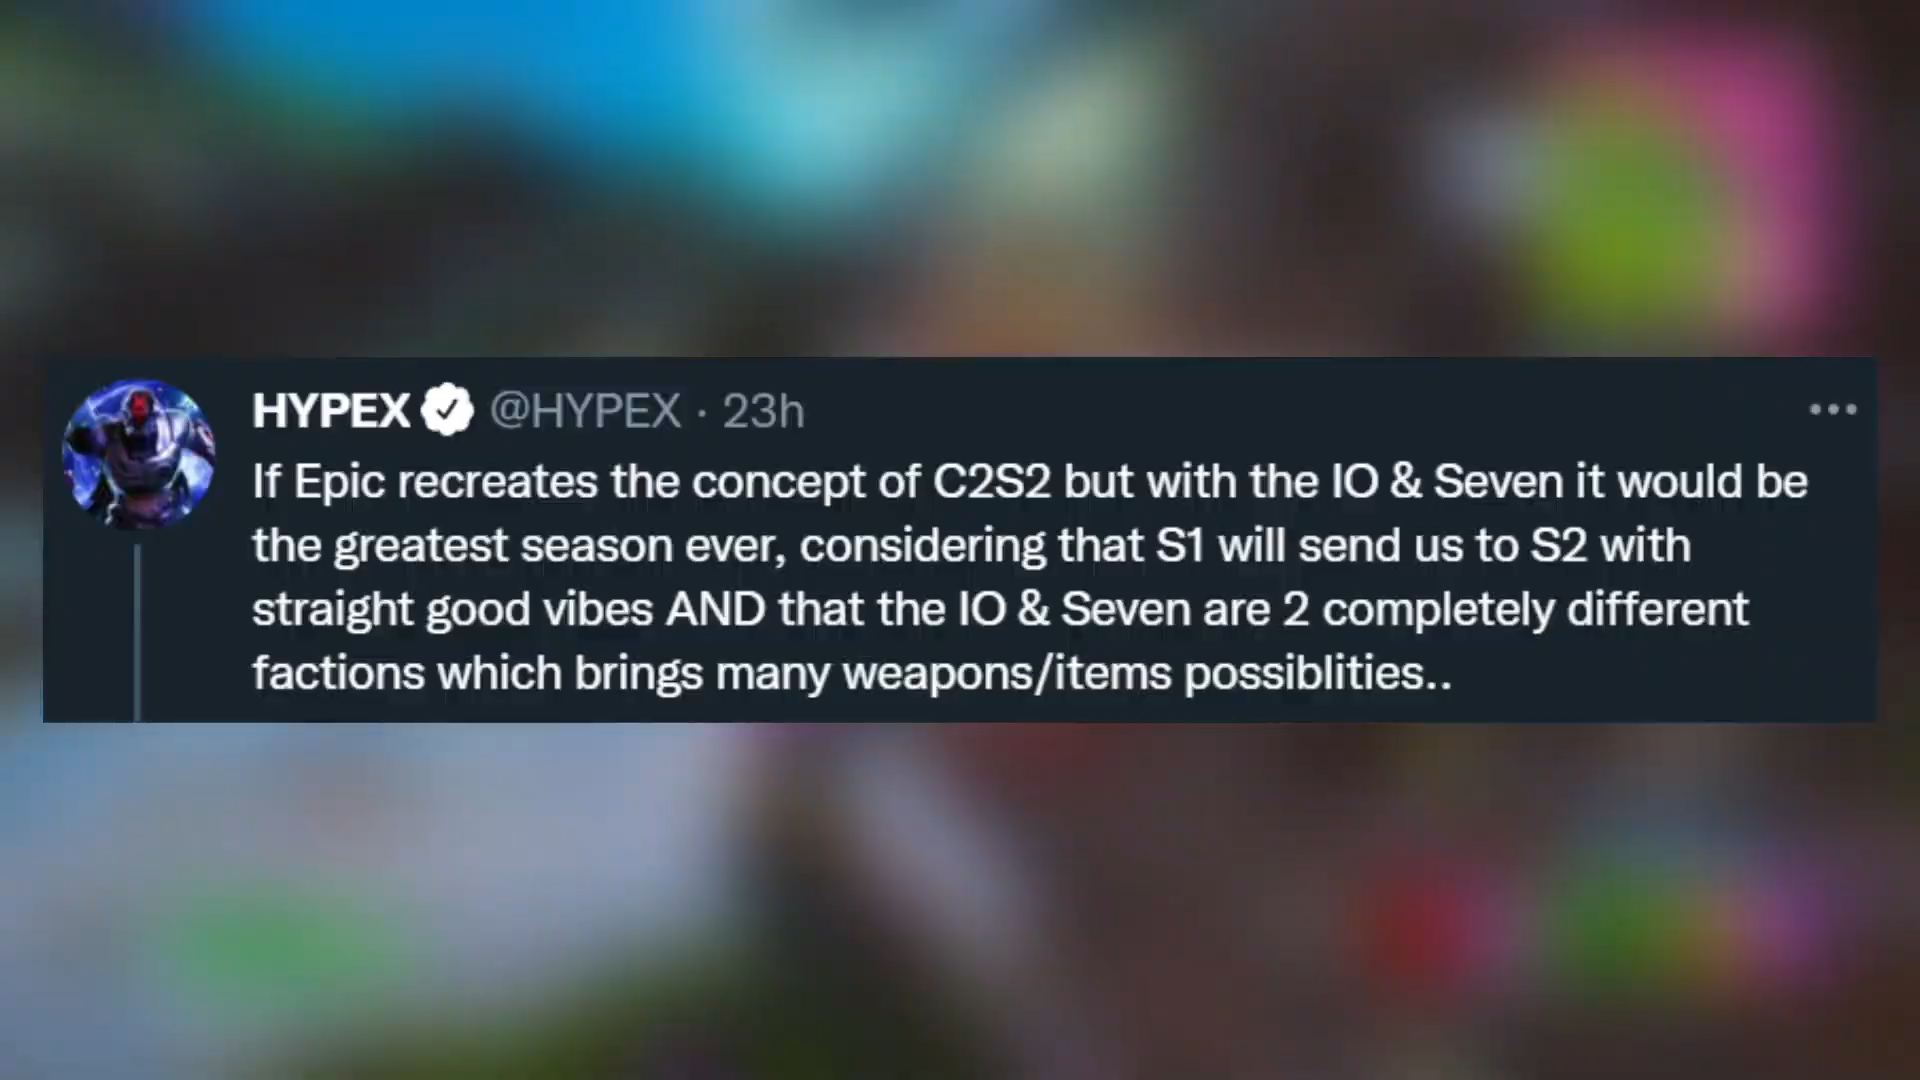 HYPEX @HYPEX · 23h
If Epic recreates the concept of C2S2 but with the IO & Seven it would be
the greatest season ever, considering that S1 will send us to S2 with
straight good vibes AND that the IO & Seven are 2 completely different
factions which brings many weapons/items possiblities..